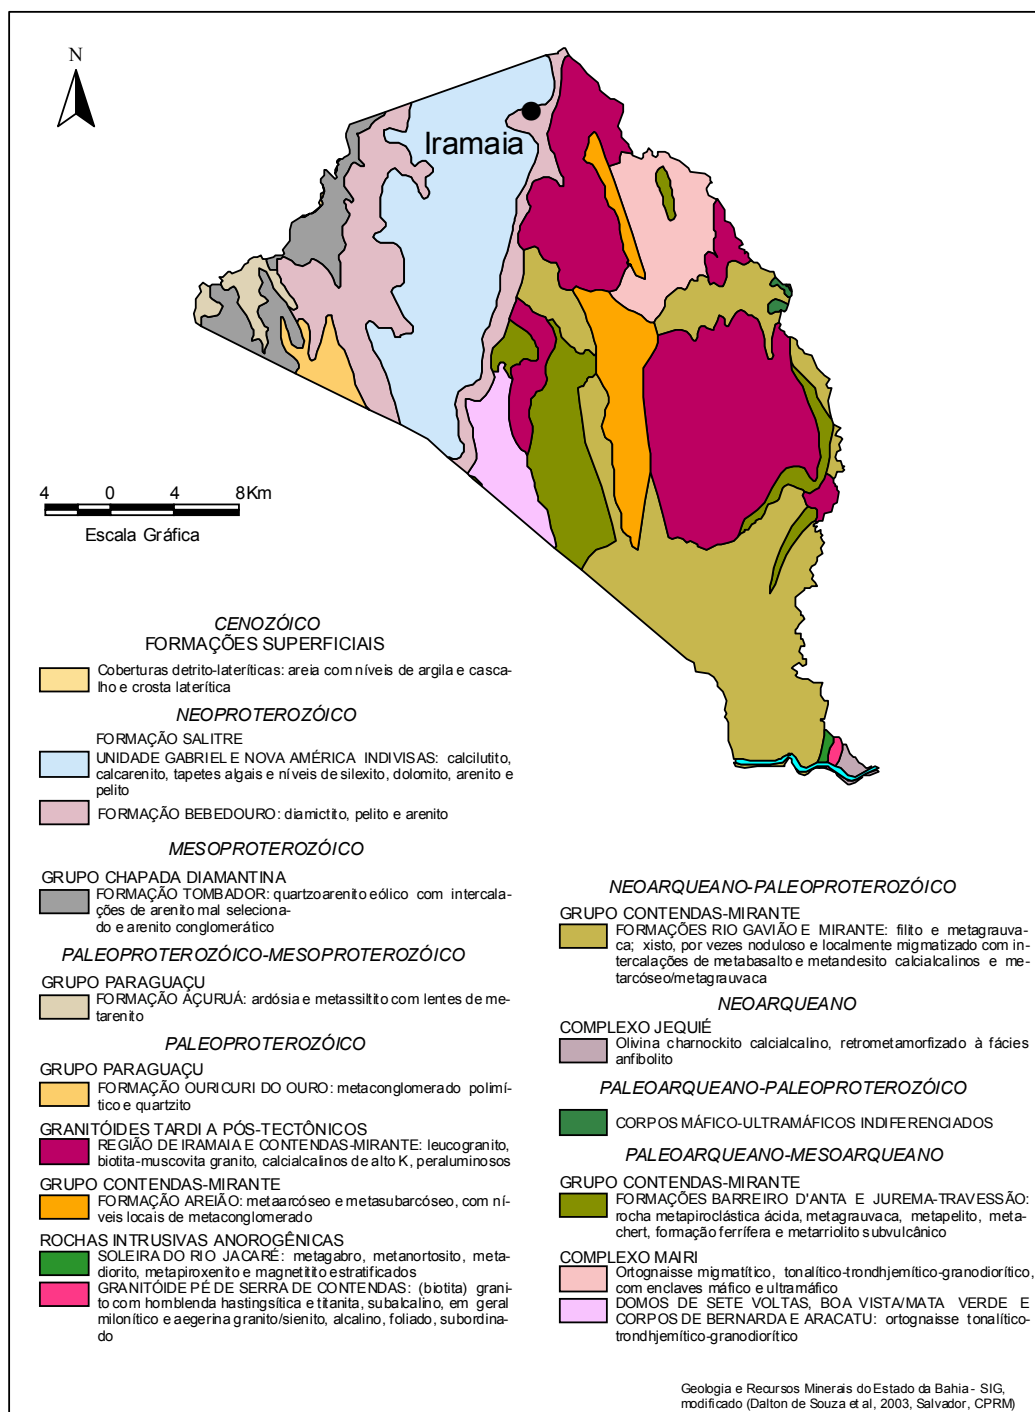 N
Iramaia
4 0 4 8Km
Escala Gráfica
CENOZÓICO
FORMAÇÕES SUPERFICIAIS
Coberturas detrito-lateríticas: areia com níveis de argila e casca-
lho e crosta laterítica
NEOPROTEROZÓICO
FORMAÇÃO SALITRE
UNIDADE GABRIEL E NOVA AMÉRICA INDIVISAS: calcilutito,
calcarenito, tapetes algais e níveis de silexito, dolomito, arenito e
pelito
FORMAÇÃO BEBEDOURO: diamictito, pelito e arenito
MESOPROTEROZÓICO
GRUPO CHAPADA DIAMANTINA
FORMAÇÃO TOMBADOR: quartzoarenito eólico com intercala-
ções de arenito mal seleciona-
do e arenito conglomerático
PALEOPROTEROZÓICO-MESOPROTEROZÓICO
GRUPO PARAGUAÇU
FORMAÇÃO AÇURUÁ: ardósia e metassiltito com lentes de me-
tarenito
PALEOPROTEROZÓICO
GRUPO PARAGUAÇU
FORMAÇÃO OURICURI DO OURO: metaconglomerado polimí-
tico e quartzito
GRANITÓIDES TARDI A PÓS-TECTÔNICOS
REGIÃO DE IRAMAIA E CONTENDAS-MIRANTE: leucogranito,
biotita-muscovita granito, calcialcalinos de alto K, peraluminosos
GRUPO CONTENDAS-MIRANTE
FORMAÇÃO AREIÃO: metaarcóseo e metasubarcóseo, com ní-
veis locais de metaconglomerado
ROCHAS INTRUSIVAS ANOROGÊNICAS
SOLEIRA DO RIO JACARÉ: metagabro, metanortosito, meta-
diorito, metapiroxenito e magnetitito estratificados
GRANITÓIDE PÉ DE SERRA DE CONTENDAS: (biotita) grani-
to com hornblenda hastingsítica e titanita, subalcalino, em geral
milonítico e aegerina granito/sienito, alcalino, foliado, subordina-
do
NEOARQUEANO-PALEOPROTEROZÓICO
GRUPO CONTENDAS-MIRANTE
FORMAÇÕES RIO GAVIÃO E MIRANTE: filito e metagrauva-
ca; xisto, por vezes noduloso e localmente migmatizado com in-
tercalações de metabasalto e metandesito calcialcalinos e me-
tarcóseo/metagrauvaca
NEOARQUEANO
COMPLEXO JEQUIÉ
Olivina charnockito calcialcalino, retrometamorfizado à fácies
anfibolito
PALEOARQUEANO-PALEOPROTEROZÓICO
CORPOS MÁFICO-ULTRAMÁFICOS INDIFERENCIADOS
PALEOARQUEANO-MESOARQUEANO
GRUPO CONTENDAS-MIRANTE
FORMAÇÕES BARREIRO D'ANTA E JUREMA-TRAVESSÃO:
rocha metapiroclástica ácida, metagrauvaca, metapelito, meta-
chert, formação ferrífera e metarriolito subvulcânico
COMPLEXO MAIRI
Ortognaisse migmatítico, tonalítico-trondhjemítico-granodiorítico,
com enclaves máfico e ultramáfico
DOMOS DE SETE VOLTAS, BOA VISTA/MATA VERDE E
CORPOS DE BERNARDA E ARACATU: ortognaisse tonalítico-
trondhjemítico-granodiorítico
Geologia e Recursos Minerais do Estado da Bahia - SIG,
modificado (Dalton de Souza et al, 2003, Salvador, CPRM)